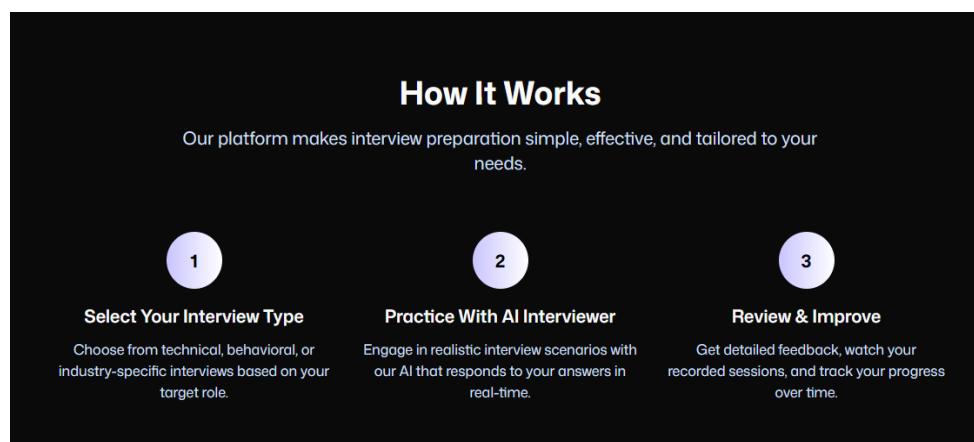 How It Works
Our platform makes interview preparation simple, effective, and tailored to your
needs.
1
Select Your Interview Type
Choose from technical, behavioral, or
industry-specific interviews based on your
target role.
2
Practice With AI Interviewer
Engage in realistic interview scenarios with
our AI that responds to your answers in
real-time.
3
Review & Improve
Get detailed feedback, watch your
recorded sessions, and track your progress
over time.